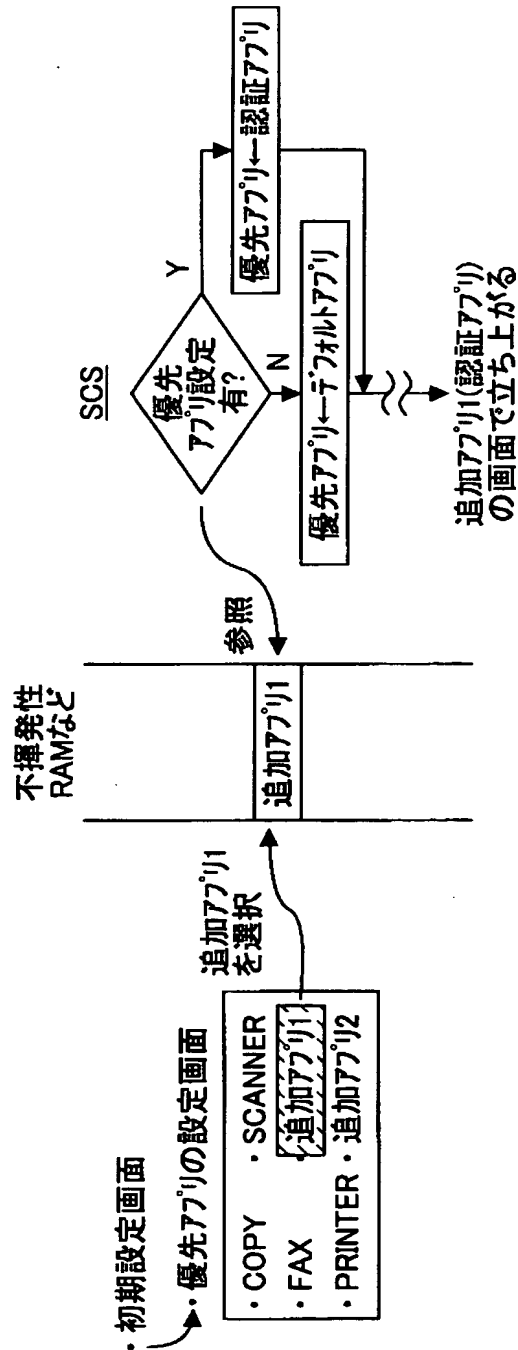 ・初期設定画面
・優先アプリの設定画面
・COPY ・SCANNER
・FAX ・追加アプリ1
・PRINTER ・追加アプリ2
追加アプリ1
を選択
不揮発性
RAMなど
追加アプリ1
参照
SCS
優先
アプリ設定
有?
Y
N
優先アプリ←認証アプリ
優先アプリ←デフォルトアプリ
追加アプリ1(認証アプリ)
の画面で立ち上がる